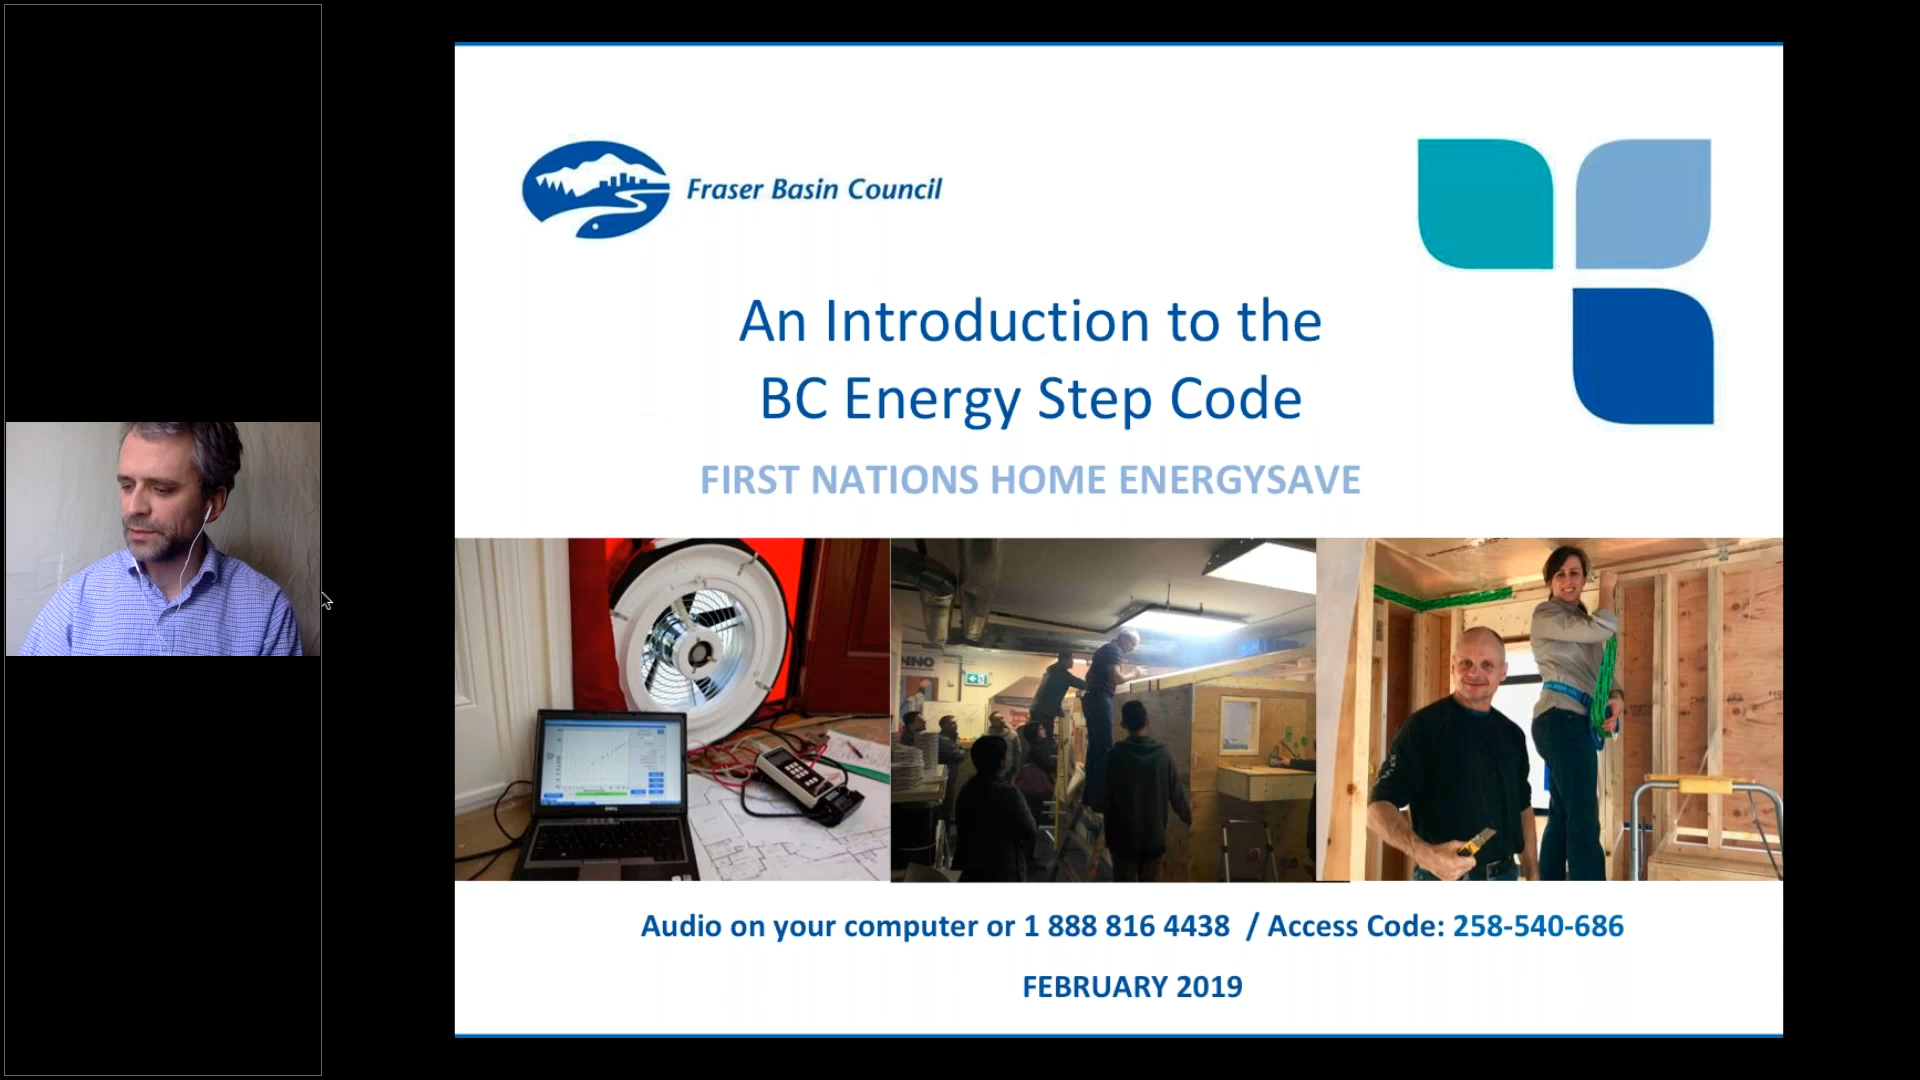 Fraser Basin Council
An Introduction to the
BC Energy Step Code
FIRST NATIONS HOME ENERGYSAVE
NNO
Audio on your computer or 1 888 816 4438 / Access Code: 258-540-686
FEBRUARY 2019